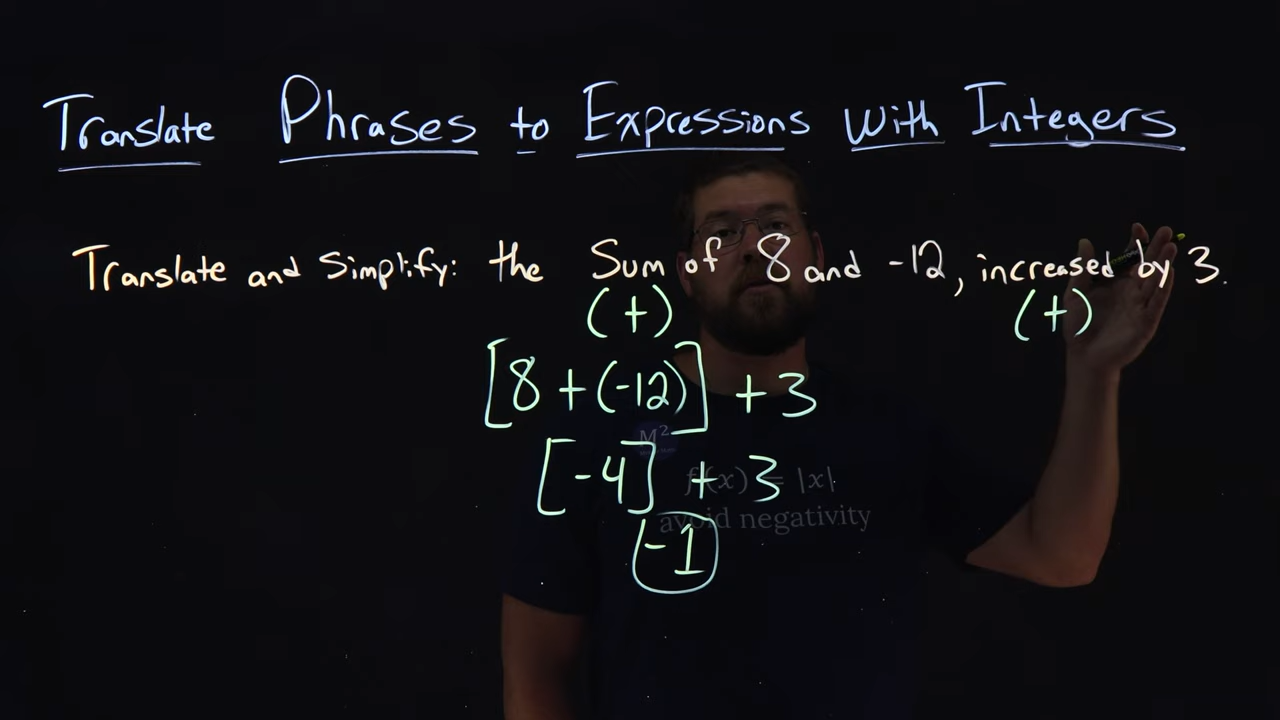 Translate Phrases to Expressions With Integers
Translate and Simplify: the Sum of 8 and -12, increased by 3.
(+) (+)
[8 + (-12)] + 3
M²
[-4] + 3
f(x) = |x|
avoid negativity
-1